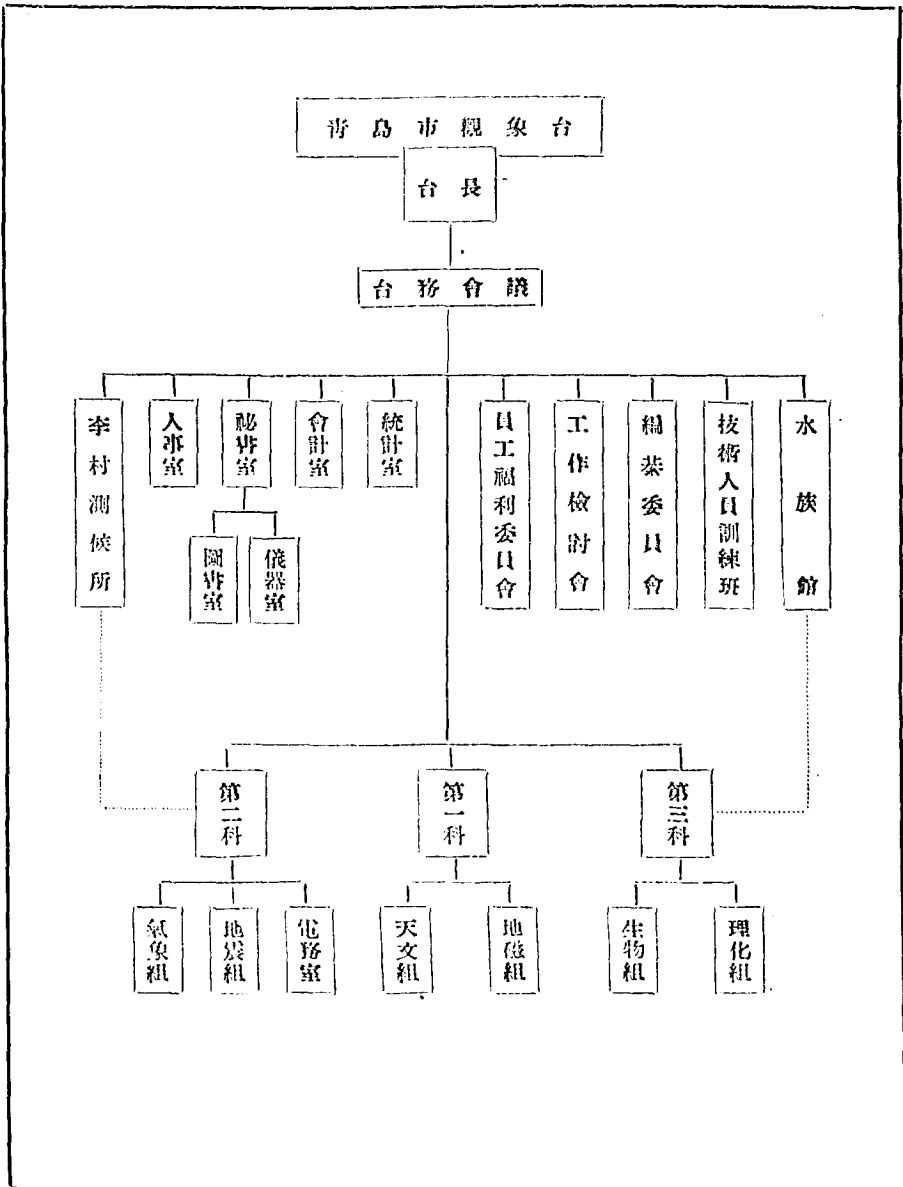 青島市觀象台
台長
台務會議
李村測候所
人事室
祕書室
會計室
統計室
員工福利委員會
工作檢討會
編纂委員會
技術人員訓練班
水族館
圖書室
儀器室
第二科
第一科
第三科
氣象組
地震組
電務室
天文組
地磁組
生物組
理化組